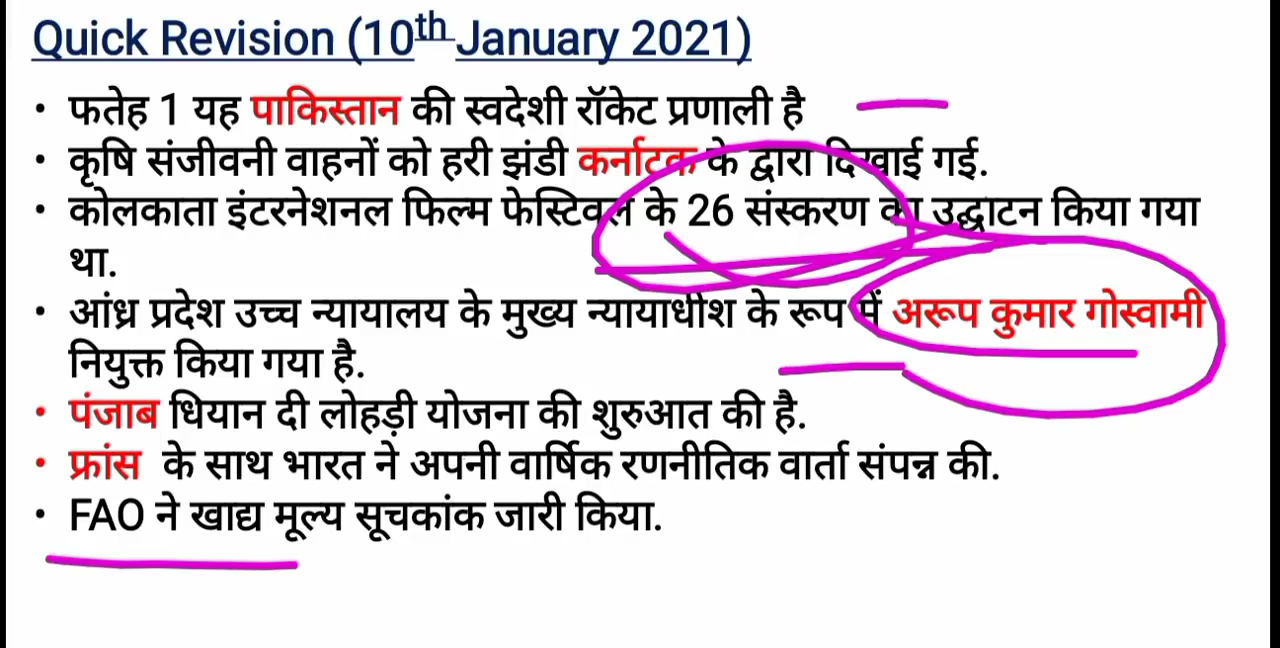 Quick Revision (10th January 2021)
• फतेह 1 यह पाकिस्तान की स्वदेशी रॉकेट प्रणाली है
• कृषि संजीवनी वाहनों को हरी झंडी कर्नाटक के द्वारा दिखाई गई.
• कोलकाता इंटरनेशनल फिल्म फेस्टिवल के 26 संस्करण का उद्घाटन किया गया
था.
• आंध्र प्रदेश उच्च न्यायालय के मुख्य न्यायाधीश के रूप में अरूप कुमार गोस्वामी
नियुक्त किया गया है.
• पंजाब धियान दी लोहड़ी योजना की शुरुआत की है.
• फ्रांस के साथ भारत ने अपनी वार्षिक रणनीतिक वार्ता संपन्न की.
• FAO ने खाद्य मूल्य सूचकांक जारी किया.